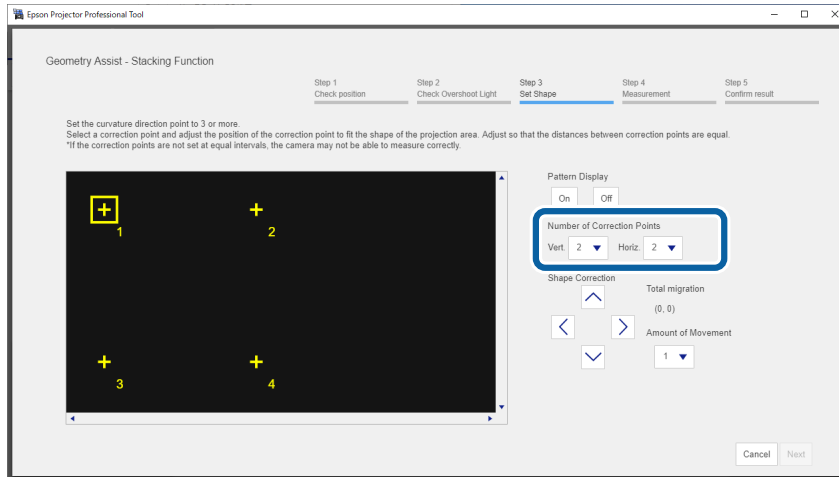 Epson Projector Professional Tool
Geometry Assist - Stacking Function
Step 1
Check position
Step 2
Check Overshoot Light
Step 3
Set Shape
Step 4
Measurement
Step 5
Confirm result
Set the curvature direction point to 3 or more.
Select a correction point and adjust the position of the correction point to fit the shape of the projection area. Adjust so that the distances between correction points are equal.
*If the correction points are not set at equal intervals, the camera may not be able to measure correctly.
1
2
3
4
Pattern Display
On Off
Number of Correction Points
Vert. 2 Horiz. 2
Shape Correction
Total migration
(0, 0)
Amount of Movement
1
Cancel Next